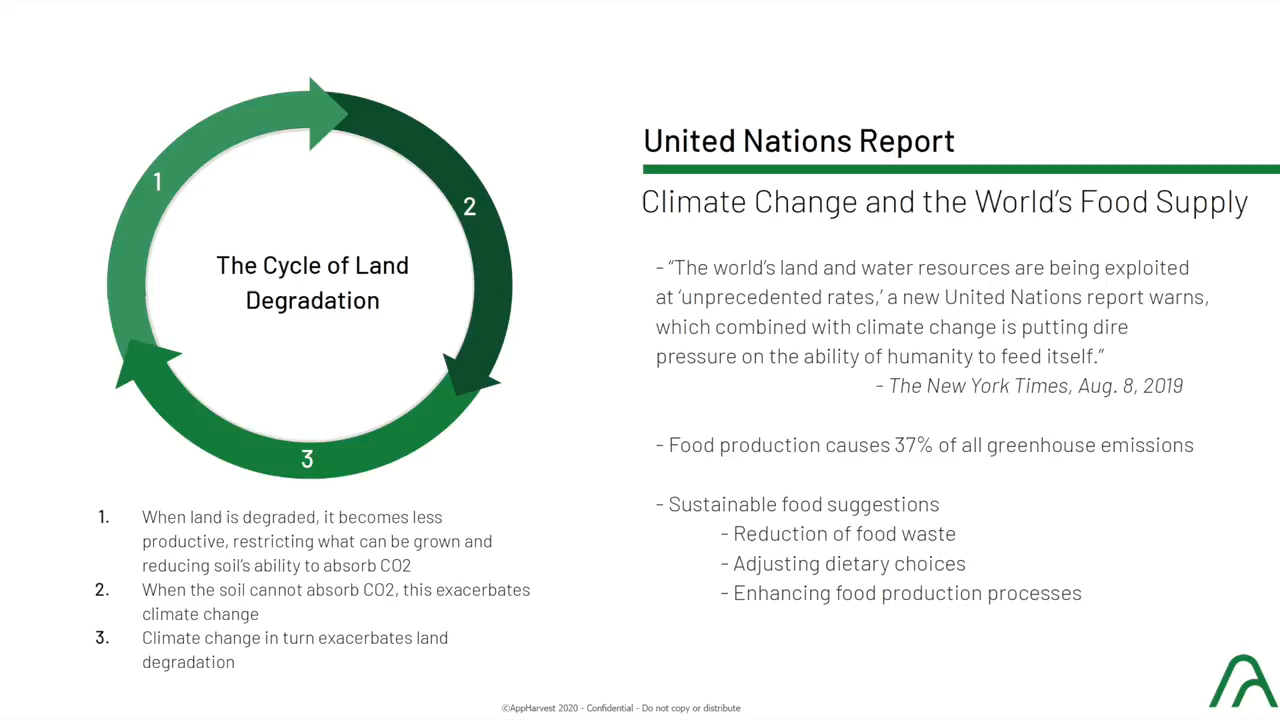 1
2
3
The Cycle of Land
Degradation
1. When land is degraded, it becomes less
productive, restricting what can be grown and
reducing soil's ability to absorb CO2
2. When the soil cannot absorb CO2, this exacerbates
climate change
3. Climate change in turn exacerbates land
degradation
United Nations Report
Climate Change and the World's Food Supply
- “The world's land and water resources are being exploited
at ‘unprecedented rates,’ a new United Nations report warns,
which combined with climate change is putting dire
pressure on the ability of humanity to feed itself.”
- The New York Times, Aug. 8, 2019
- Food production causes 37% of all greenhouse emissions
- Sustainable food suggestions
- Reduction of food waste
- Adjusting dietary choices
- Enhancing food production processes
©AppHarvest 2020 - Confidential - Do not copy or distribute